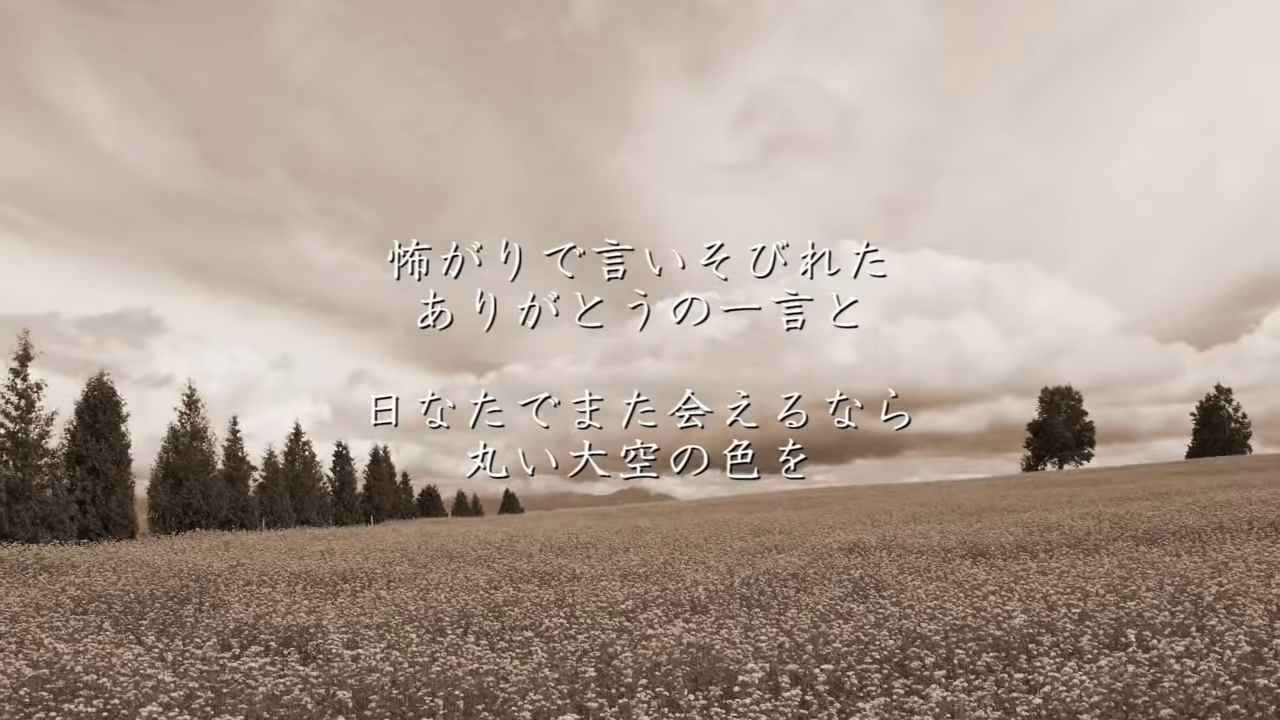 怖がりで言いそびれた
ありがとうの一言と
日なたでまた会えるなら
丸い大空の色を